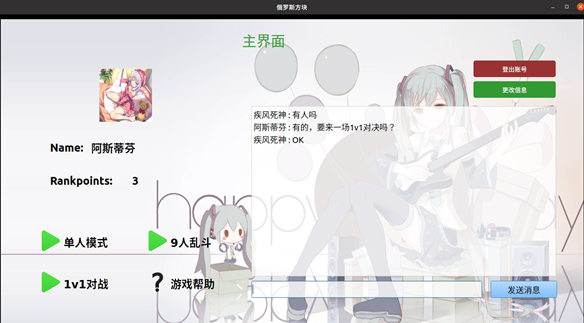 俄罗斯方块
主界面
登出账号
更改信息
疾风死神 : 有人吗
阿斯蒂芬 : 有的，要来一场1v1对决吗？
疾风死神 : OK
Name: 阿斯蒂芬
Rankpoints: 3
单人模式
9人乱斗
1v1对战
? 游戏帮助
发送消息
happy